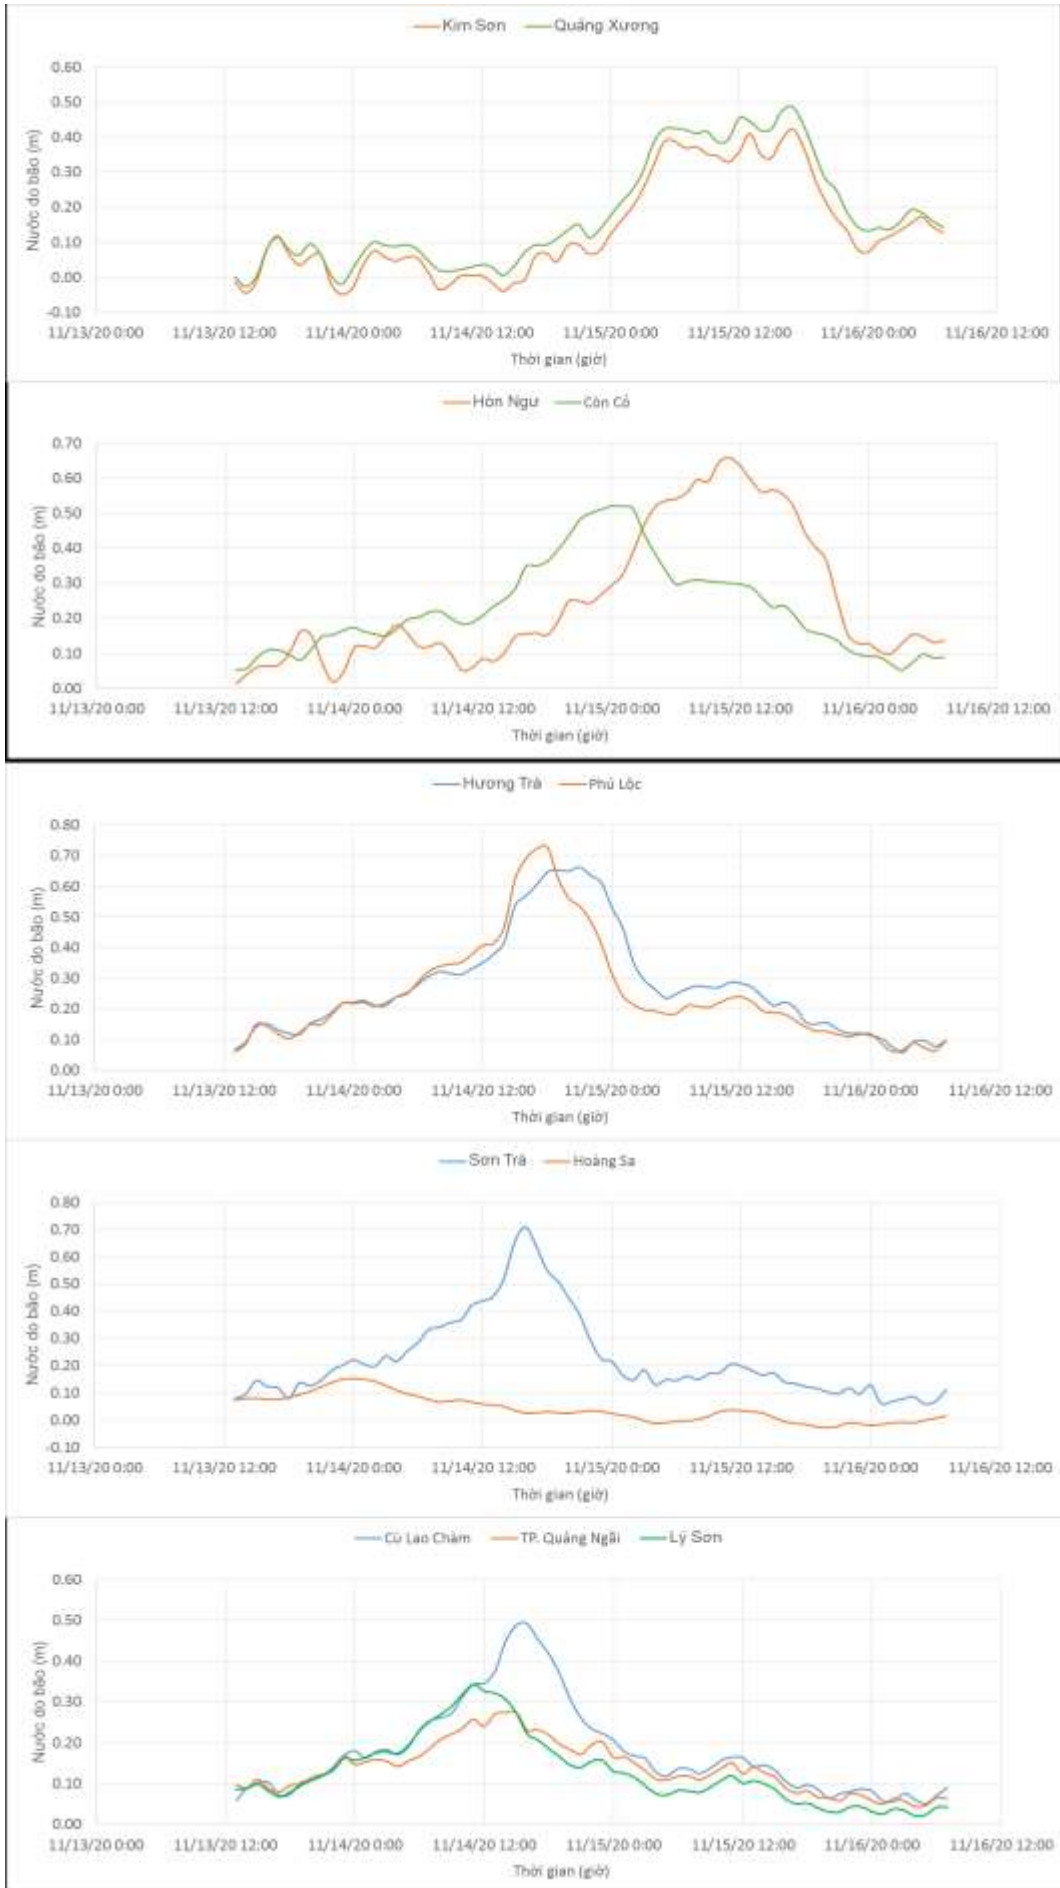 Kim Sơn Quảng Xương
0.60
0.50
0.40
0.30
0.20
0.10
0.00
-0.10
Nước do bão (m)
11/13/20 0:00 11/13/20 12:00 11/14/20 0:00 11/14/20 12:00 11/15/20 0:00 11/15/20 12:00 11/16/20 0:00 11/16/20 12:00
Thời gian (giờ)
Hòn Ngư Cồn Cỏ
0.70
0.60
0.50
0.40
0.30
0.20
0.10
0.00
Nước do bão (m)
11/13/20 0:00 11/13/20 12:00 11/14/20 0:00 11/14/20 12:00 11/15/20 0:00 11/15/20 12:00 11/16/20 0:00 11/16/20 12:00
Thời gian (giờ)
Hương Trà Phú Lộc
0.80
0.70
0.60
0.50
0.40
0.30
0.20
0.10
0.00
Nước do bão (m)
11/13/20 0:00 11/13/20 12:00 11/14/20 0:00 11/14/20 12:00 11/15/20 0:00 11/15/20 12:00 11/16/20 0:00 11/16/20 12:00
Thời gian (giờ)
Sơn Trà Hoàng Sa
0.80
0.70
0.60
0.50
0.40
0.30
0.20
0.10
0.00
-0.10
Nước do bão (m)
11/13/20 0:00 11/13/20 12:00 11/14/20 0:00 11/14/20 12:00 11/15/20 0:00 11/15/20 12:00 11/16/20 0:00 11/16/20 12:00
Thời gian (giờ)
Cù Lao Chàm TP. Quảng Ngãi Lý Sơn
0.60
0.50
0.40
0.30
0.20
0.10
0.00
Nước do bão (m)
11/13/20 0:00 11/13/20 12:00 11/14/20 0:00 11/14/20 12:00 11/15/20 0:00 11/15/20 12:00 11/16/20 0:00 11/16/20 12:00
Thời gian (giờ)